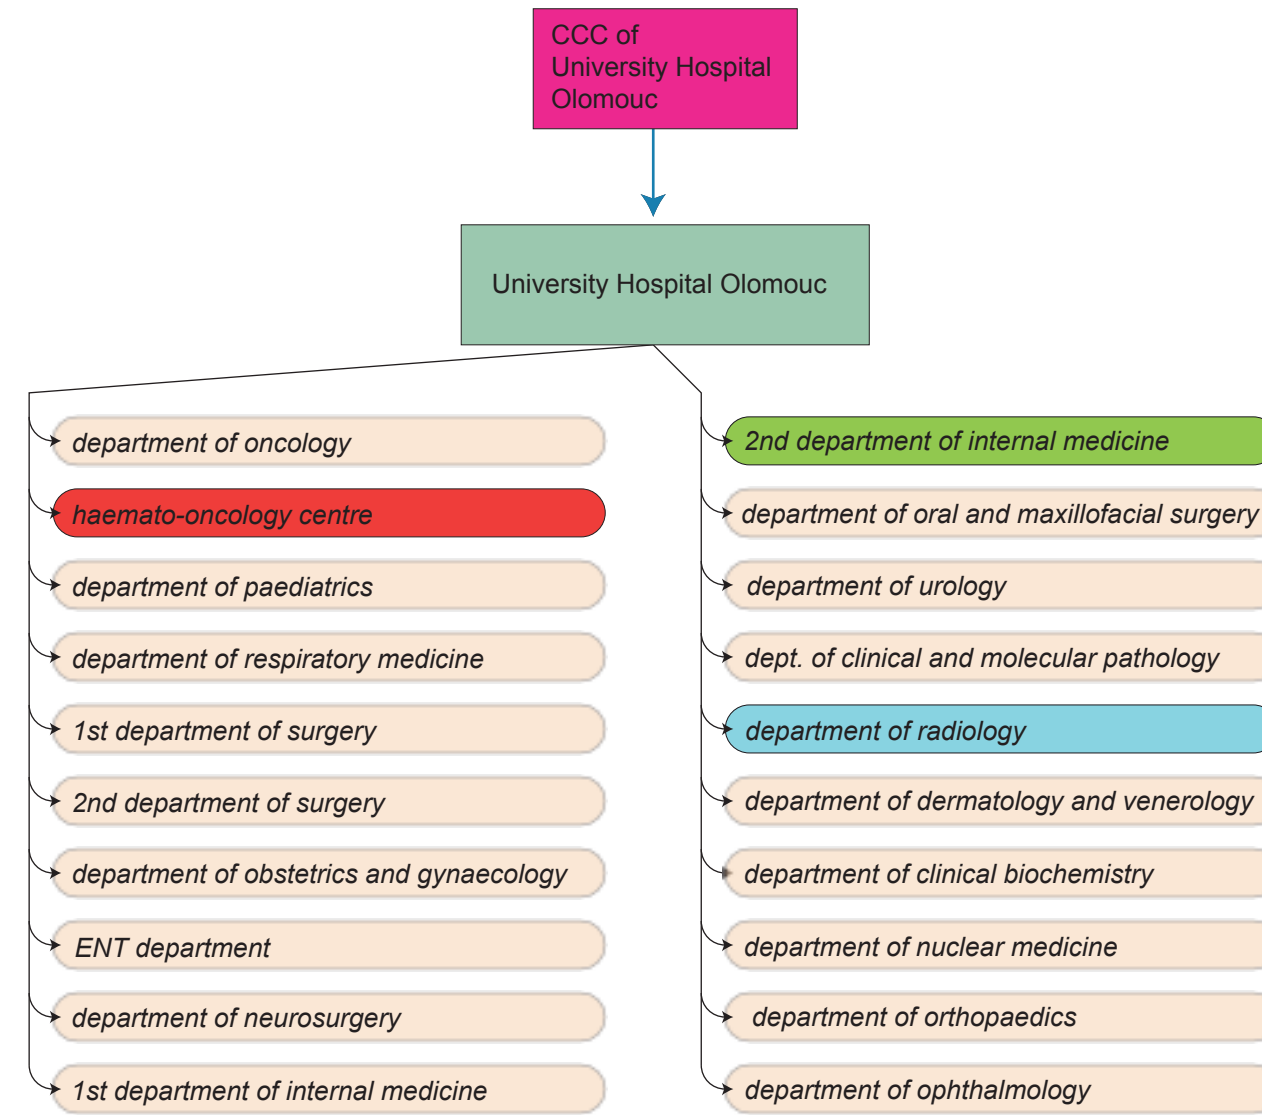 CCC of
University Hospital
Olomouc
University Hospital Olomouc
department of oncology
haemato-oncology centre
department of paediatrics
department of respiratory medicine
1st department of surgery
2nd department of surgery
department of obstetrics and gynaecology
ENT department
department of neurosurgery
1st department of internal medicine
2nd department of internal medicine
department of oral and maxillofacial surgery
department of urology
dept. of clinical and molecular pathology
department of radiology
department of dermatology and venerology
department of clinical biochemistry
department of nuclear medicine
department of orthopaedics
department of ophthalmology